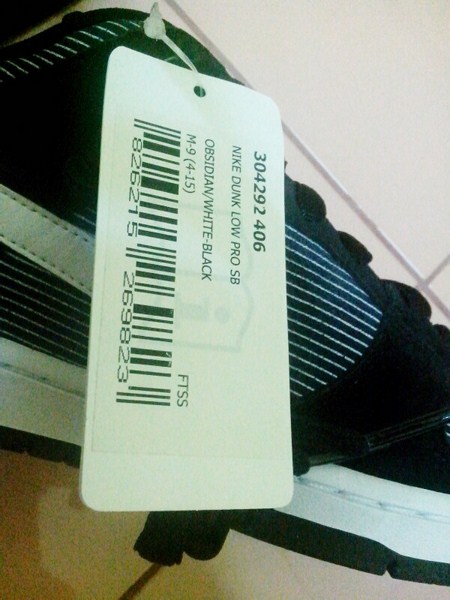 304292 406
NIKE DUNK LOW PRO SB
OBSIDIAN/WHITE-BLACK
M-9 (4-15)
FTSS
826215 269823